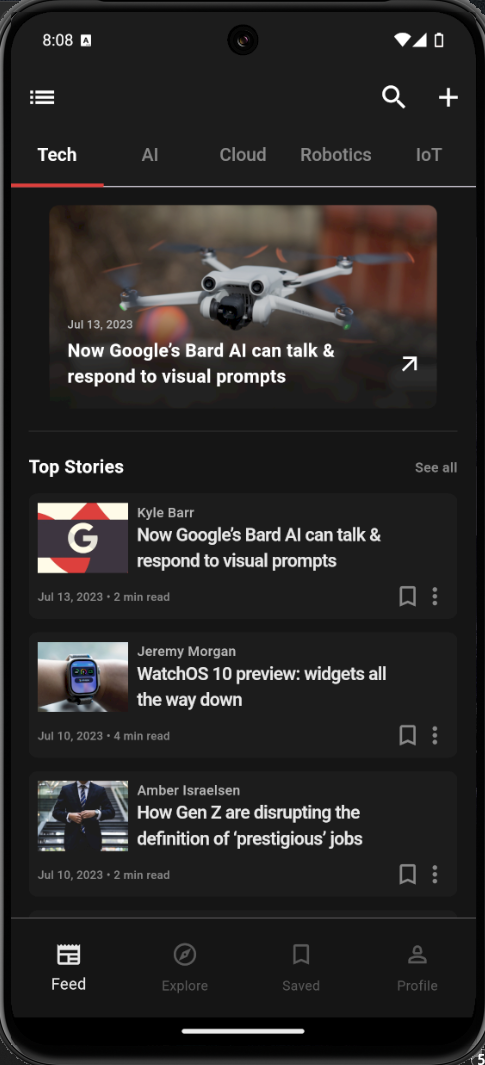 8:08 A
Tech AI Cloud Robotics IoT
Jul 13, 2023
Now Google’s Bard AI can talk &
respond to visual prompts
Top Stories See all
G
Kyle Barr
Now Google’s Bard AI can talk &
respond to visual prompts
Jul 13, 2023 • 2 min read
Jeremy Morgan
WatchOS 10 preview: widgets all
the way down
Jul 10, 2023 • 4 min read
Amber Israelsen
How Gen Z are disrupting the
definition of ‘prestigious’ jobs
Jul 10, 2023 • 2 min read
Feed Explore Saved Profile
5